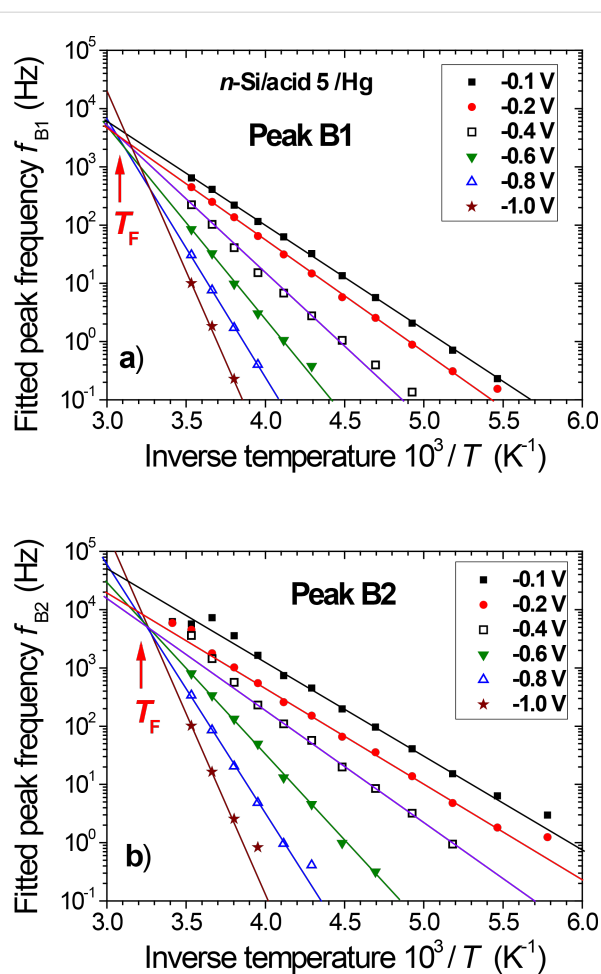 10^5
10^4
10^3
10^2
10^1
10^0
10^-1
Fitted peak frequency f_B1 (Hz)
n-Si/acid 5 /Hg
Peak B1
-0.1 V
-0.2 V
-0.4 V
-0.6 V
-0.8 V
-1.0 V
T_F
a)
3.0 3.5 4.0 4.5 5.0 5.5 6.0
Inverse temperature 10^3 / T (K^-1)
10^5
10^4
10^3
10^2
10^1
10^0
10^-1
Fitted peak frequency f_B2 (Hz)
Peak B2
-0.1 V
-0.2 V
-0.4 V
-0.6 V
-0.8 V
-1.0 V
T_F
b)
3.0 3.5 4.0 4.5 5.0 5.5 6.0
Inverse temperature 10^3 / T (K^-1)